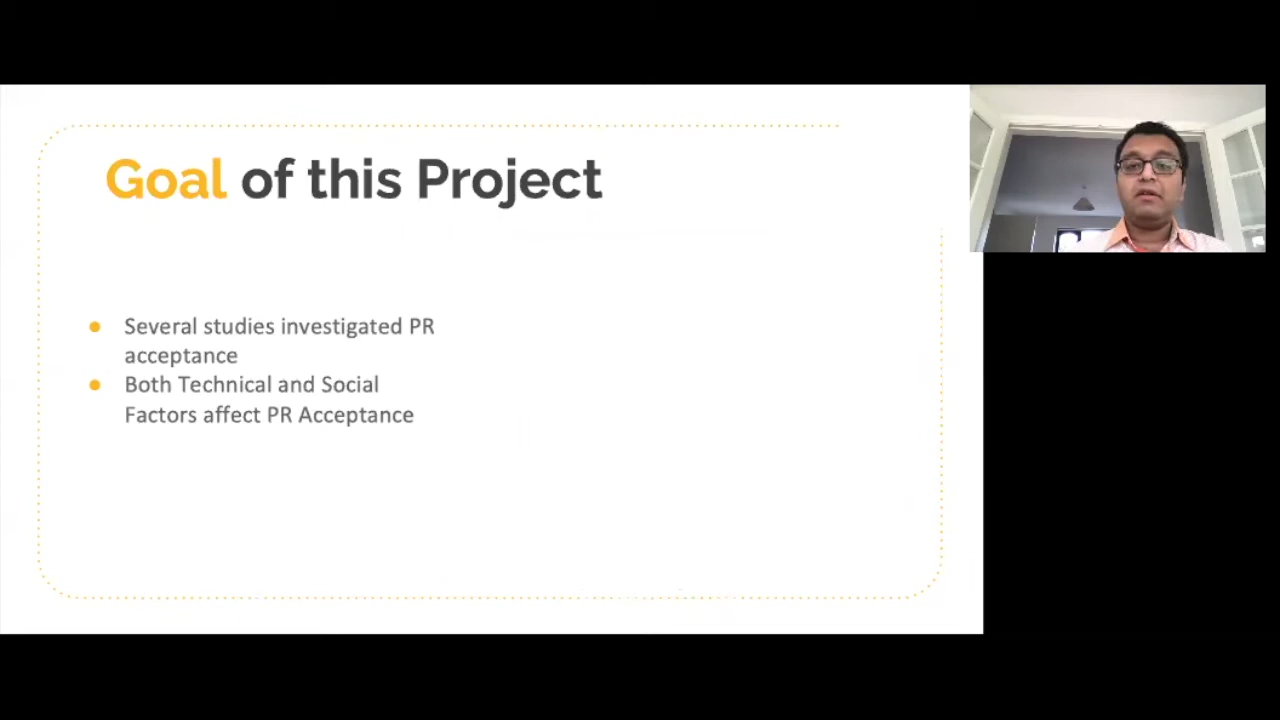 Goal of this Project
Several studies investigated PR
acceptance
Both Technical and Social
Factors affect PR Acceptance